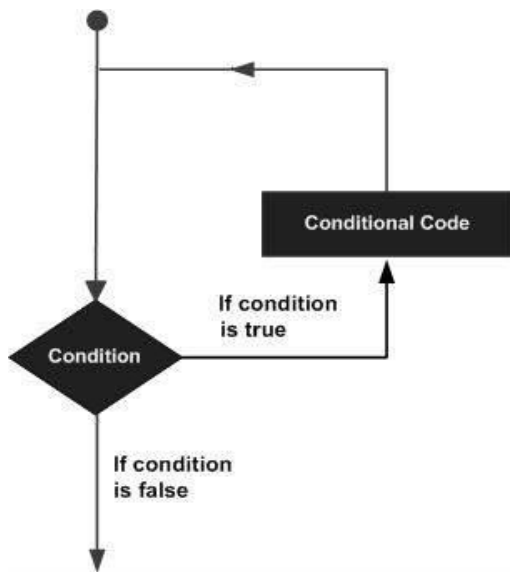 Conditional Code
If condition
is true
Condition
If condition
is false